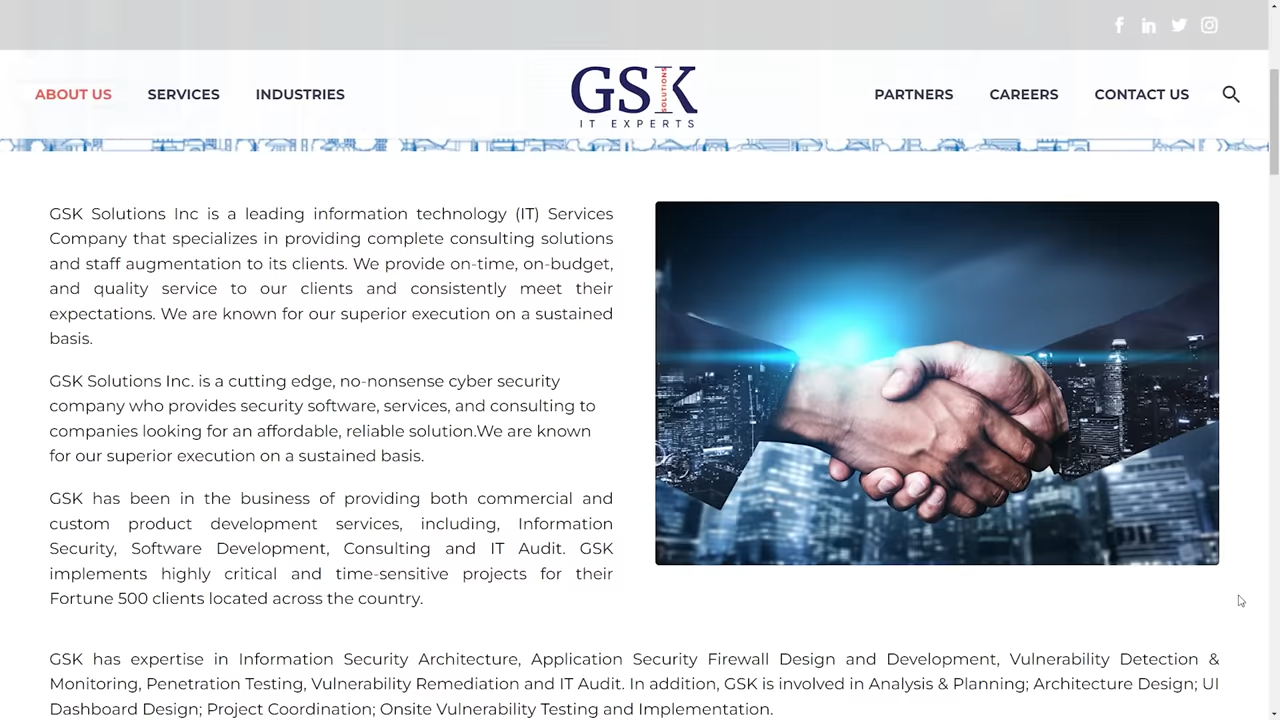 ABOUT US
SERVICES
INDUSTRIES
GSK
SOLUTIONS
IT EXPERTS
PARTNERS
CAREERS
CONTACT US
GSK Solutions Inc is a leading information technology (IT) Services
Company that specializes in providing complete consulting solutions
and staff augmentation to its clients. We provide on-time, on-budget,
and quality service to our clients and consistently meet their
expectations. We are known for our superior execution on a sustained
basis.
GSK Solutions Inc. is a cutting edge, no-nonsense cyber security
company who provides security software, services, and consulting to
companies looking for an affordable, reliable solution.We are known
for our superior execution on a sustained basis.
GSK has been in the business of providing both commercial and
custom product development services, including, Information
Security, Software Development, Consulting and IT Audit. GSK
implements highly critical and time-sensitive projects for their
Fortune 500 clients located across the country.
GSK has expertise in Information Security Architecture, Application Security Firewall Design and Development, Vulnerability Detection &
Monitoring, Penetration Testing, Vulnerability Remediation and IT Audit. In addition, GSK is involved in Analysis & Planning; Architecture Design; UI
Dashboard Design; Project Coordination; Onsite Vulnerability Testing and Implementation.